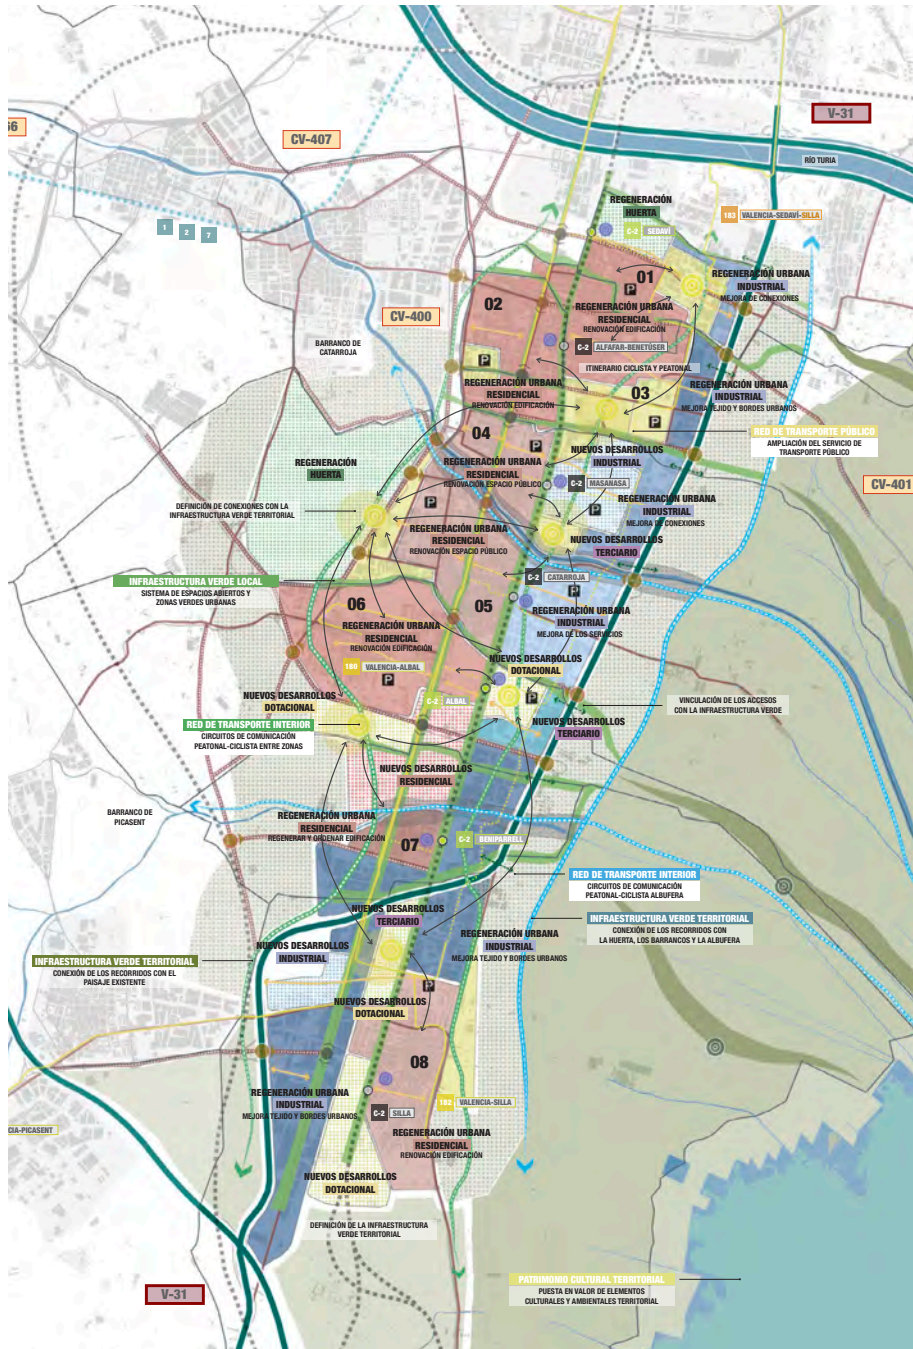 V-31
66
CV-407
RÍO TURIA
REGENERACIÓN
HUERTA
183 VALENCIA-SEDAVÍ-SILLA
1
2
7
C-2 SEDAVÍ
01
REGENERACIÓN URBANA
INDUSTRIAL
MEJORA DE CONEXIONES
02
REGENERACIÓN URBANA
RESIDENCIAL
RENOVACIÓN EDIFICACIÓN
P
CV-400
BARRANCO DE
CATARROJA
C-2 ALFAFAR-BENETÚSER
P
ITINERARIO CICLISTA Y PEATONAL
REGENERACIÓN URBANA
RESIDENCIAL
RENOVACIÓN EDIFICACIÓN
03
REGENERACIÓN URBANA
INDUSTRIAL
MEJORA TEJIDO Y BORDES URBANOS
P
RED DE TRANSPORTE PÚBLICO
AMPLIACIÓN DEL SERVICIO DE
TRANSPORTE PÚBLICO
04
P
NUEVOS DESARROLLOS
INDUSTRIAL
REGENERACIÓN
HUERTA
REGENERACIÓN URBANA
RESIDENCIAL
RENOVACIÓN ESPACIO PÚBLICO
C-2 MASANASA
CV-401
DEFINICIÓN DE CONEXIONES CON LA
INFRAESTRUCTURA VERDE TERRITORIAL
P
REGENERACIÓN URBANA
INDUSTRIAL
MEJORA DE CONEXIONES
P
REGENERACIÓN URBANA
RESIDENCIAL
RENOVACIÓN ESPACIO PÚBLICO
NUEVOS DESARROLLOS
TERCIARIO
INFRAESTRUCTURA VERDE LOCAL
SISTEMA DE ESPACIOS ABIERTOS Y
ZONAS VERDES URBANAS
C-2 CATARROJA
P
06
05
REGENERACIÓN URBANA
RESIDENCIAL
RENOVACIÓN EDIFICACIÓN
REGENERACIÓN URBANA
INDUSTRIAL
MEJORA DE LOS SERVICIOS
180 VALENCIA-ALBAL
P
NUEVOS DESARROLLOS
DOTACIONAL
NUEVOS DESARROLLOS
DOTACIONAL
C-2 ALBAL
P
VINCULACIÓN DE LOS ACCESOS
CON LA INFRAESTRUCTURA VERDE
RED DE TRANSPORTE INTERIOR
CIRCUITOS DE COMUNICACIÓN
PEATONAL-CICLISTA ENTRE ZONAS
NUEVOS DESARROLLOS
TERCIARIO
NUEVOS DESARROLLOS
RESIDENCIAL
BARRANCO DE
PICASENT
REGENERACIÓN URBANA
RESIDENCIAL
REGENERAR Y ORDENAR EDIFICACIÓN
07
C-2 BENIPARRELL
RED DE TRANSPORTE INTERIOR
CIRCUITOS DE COMUNICACIÓN
PEATONAL-CICLISTA ALBUFERA
NUEVOS DESARROLLOS
TERCIARIO
INFRAESTRUCTURA VERDE TERRITORIAL
CONEXIÓN DE LOS RECORRIDOS CON
LA HUERTA, LOS BARRANCOS Y LA ALBUFERA
REGENERACIÓN URBANA
INDUSTRIAL
MEJORA TEJIDO Y BORDES URBANOS
NUEVOS DESARROLLOS
INDUSTRIAL
INFRAESTRUCTURA VERDE TERRITORIAL
CONEXIÓN DE LOS RECORRIDOS CON EL
PAISAJE EXISTENTE
P
NUEVOS DESARROLLOS
DOTACIONAL
08
REGENERACIÓN URBANA
INDUSTRIAL
MEJORA TEJIDO Y BORDES URBANOS
C-2 SILLA
182 VALENCIA-SILLA
CIA-PICASENT
REGENERACIÓN URBANA
RESIDENCIAL
RENOVACIÓN EDIFICACIÓN
NUEVOS DESARROLLOS
DOTACIONAL
DEFINICIÓN DE LA INFRAESTRUCTURA
VERDE TERRITORIAL
PATRIMONIO CULTURAL TERRITORIAL
PUESTA EN VALOR DE ELEMENTOS
CULTURALES Y AMBIENTALES TERRITORIAL
V-31